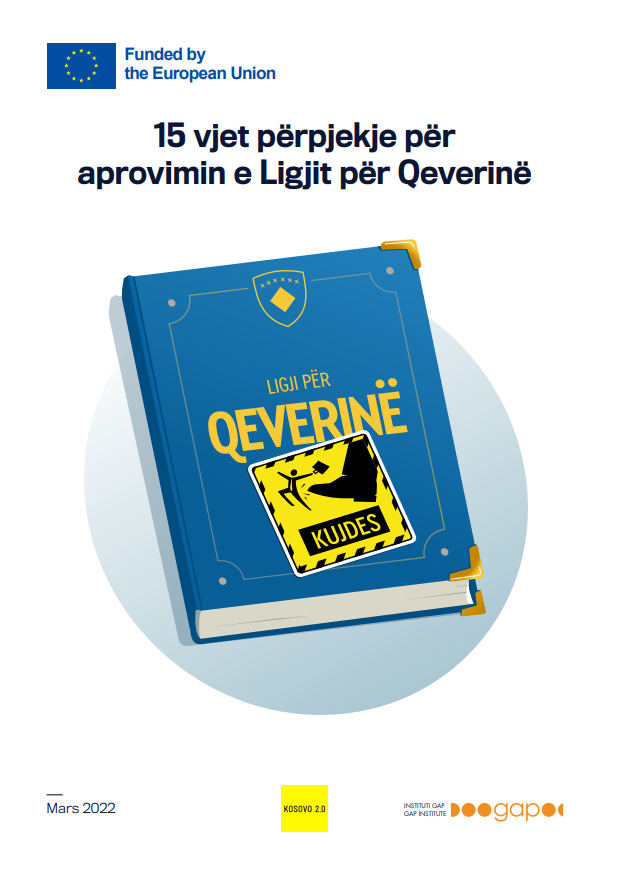 Funded by
the European Union
15 vjet përpjekje për
aprovimin e Ligjit për Qeverinë
LIGJI PËR
QEVERINË
KUJDES
Mars 2022
KOSOVO 2.0
INSTITUTI GAP
GAP INSTITUTE
gap